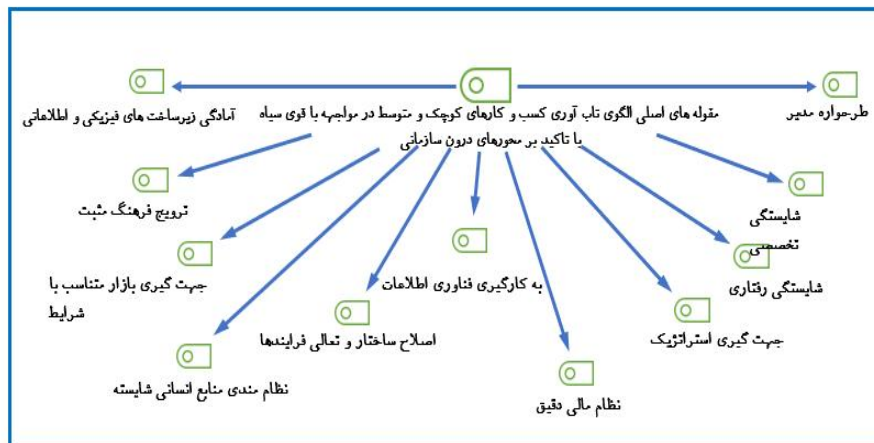 مقوله های اصلی الگوی تاب آوری کسب و کارهای کوچک و متوسط در مواجهه با قوی سیاه
با تاکید بر محورهای درون سازمانی
طرحواره مدیر
آمادگی زیرساخت های فیزیکی و اطلاعاتی
شایستگی
تخصصی
ترویج فرهنگ مثبت
شایستگی رفتاری
به کارگیری فناوری اطلاعات
جهت گیری بازار متناسب با
شرایط
جهت گیری استراتژیک
اصلاح ساختار و تعالی فرایندها
نظام مالی دقیق
نظام مندی منابع انسانی شایسته